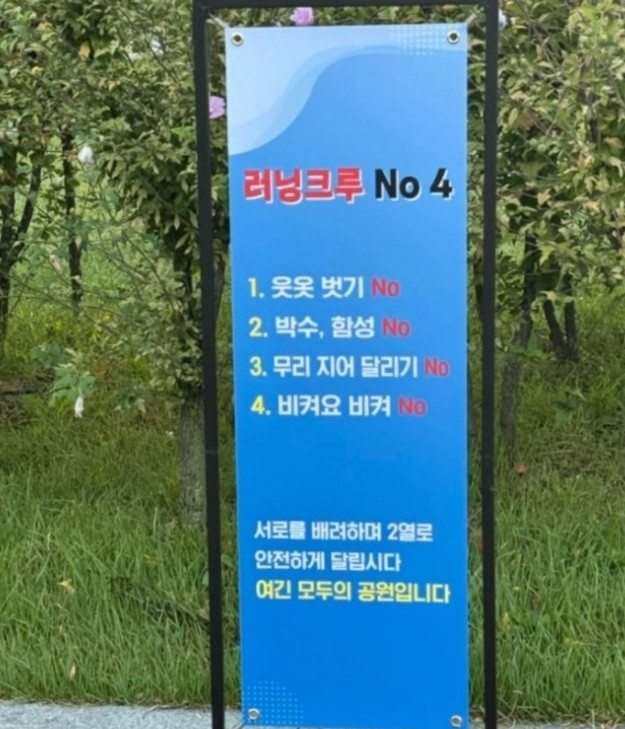 러닝크루 No 4
1. 웃옷 벗기 No
2. 박수, 함성 No
3. 무리 지어 달리기 No
4. 비켜요 비켜 No
서로를 배려하며 2열로
안전하게 달립시다
여긴 모두의 공원입니다